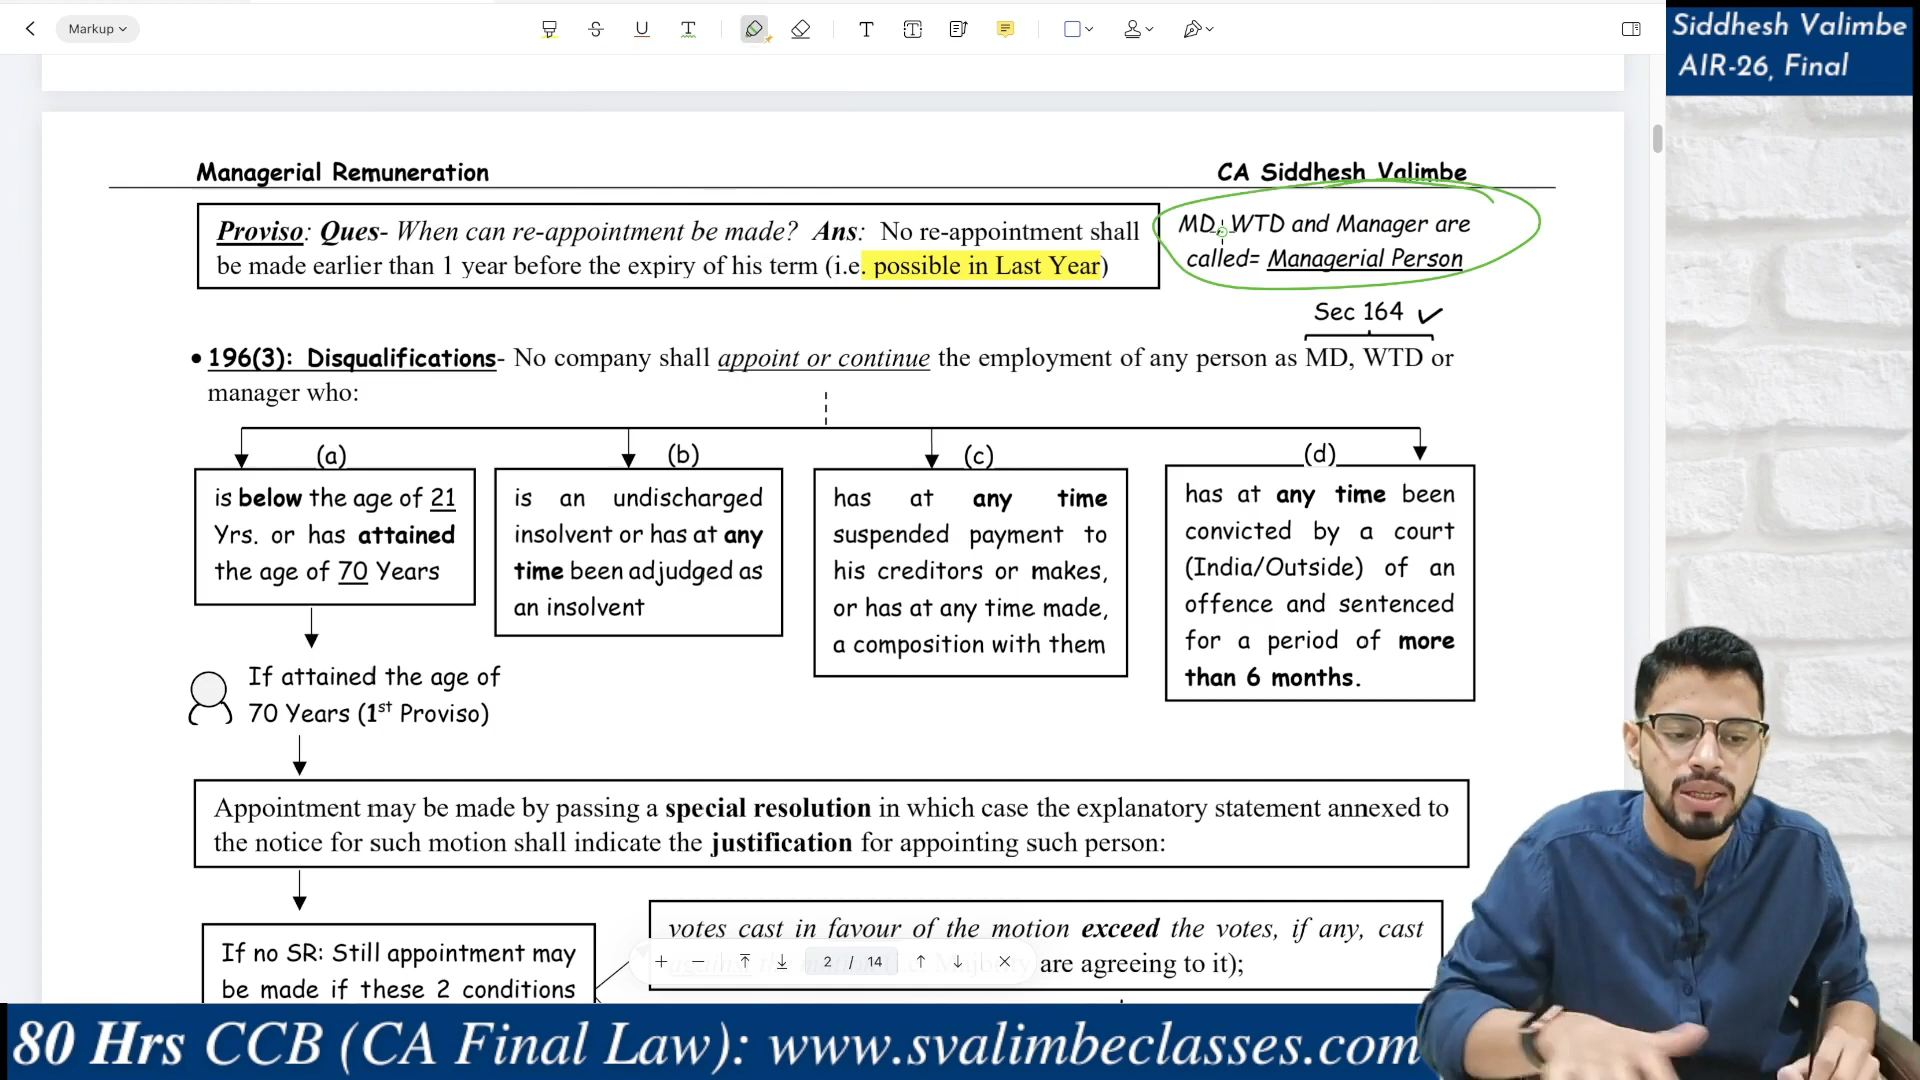 Markup
Siddhesh Valimbe
AIR-26, Final
Managerial Remuneration
CA Siddhesh Valimbe
Proviso: Ques- When can re-appointment be made? Ans: No re-appointment shall
be made earlier than 1 year before the expiry of his term (i.e. possible in Last Year)
MD, WTD and Manager are
called= Managerial Person
Sec 164
• 196(3): Disqualifications- No company shall appoint or continue the employment of any person as MD, WTD or
manager who:
(a)
is below the age of 21
Yrs. or has attained
the age of 70 Years
(b)
is an undischarged
insolvent or has at any
time been adjudged as
an insolvent
(c)
has at any time
suspended payment to
his creditors or makes,
or has at any time made,
a composition with them
(d)
has at any time been
convicted by a court
(India/Outside) of an
offence and sentenced
for a period of more
than 6 months.
If attained the age of
70 Years (1st Proviso)
Appointment may be made by passing a special resolution in which case the explanatory statement annexed to
the notice for such motion shall indicate the justification for appointing such person:
If no SR: Still appointment may
be made if these 2 conditions
votes cast in favour of the motion exceed the votes, if any, cast
are agreeing to it);
2 / 14
80 Hrs CCB (CA Final Law): www.svalimbeclasses.com